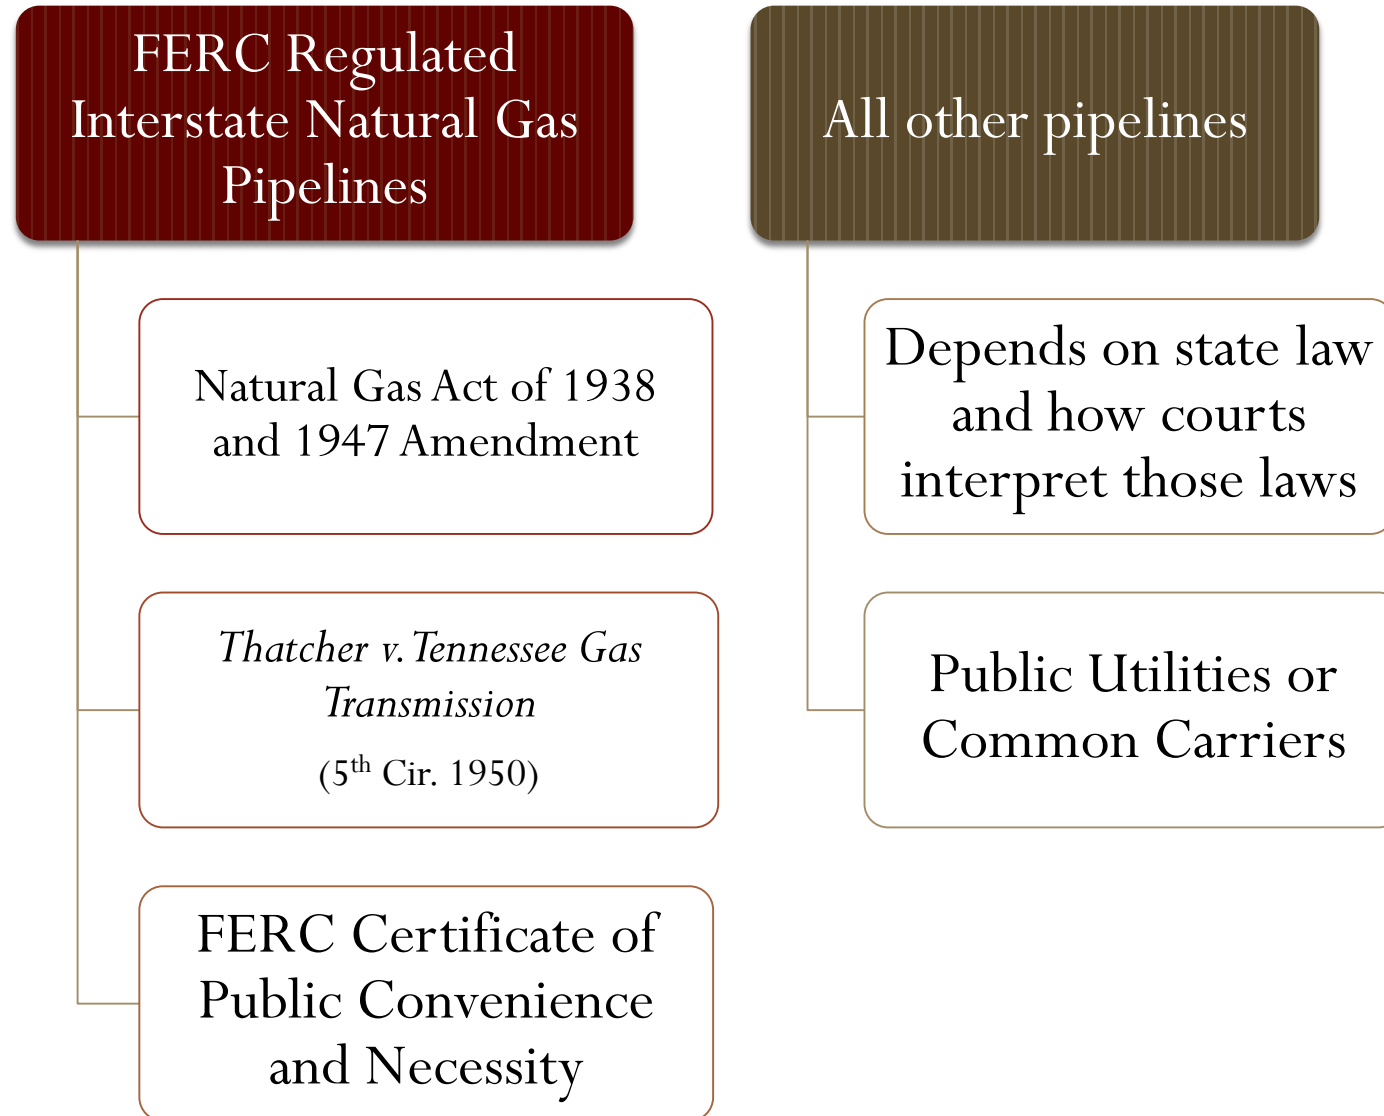 FERC Regulated
Interstate Natural Gas
Pipelines
Natural Gas Act of 1938
and 1947 Amendment
Thatcher v. Tennessee Gas
Transmission
(5th Cir. 1950)
FERC Certificate of
Public Convenience
and Necessity
All other pipelines
Depends on state law
and how courts
interpret those laws
Public Utilities or
Common Carriers